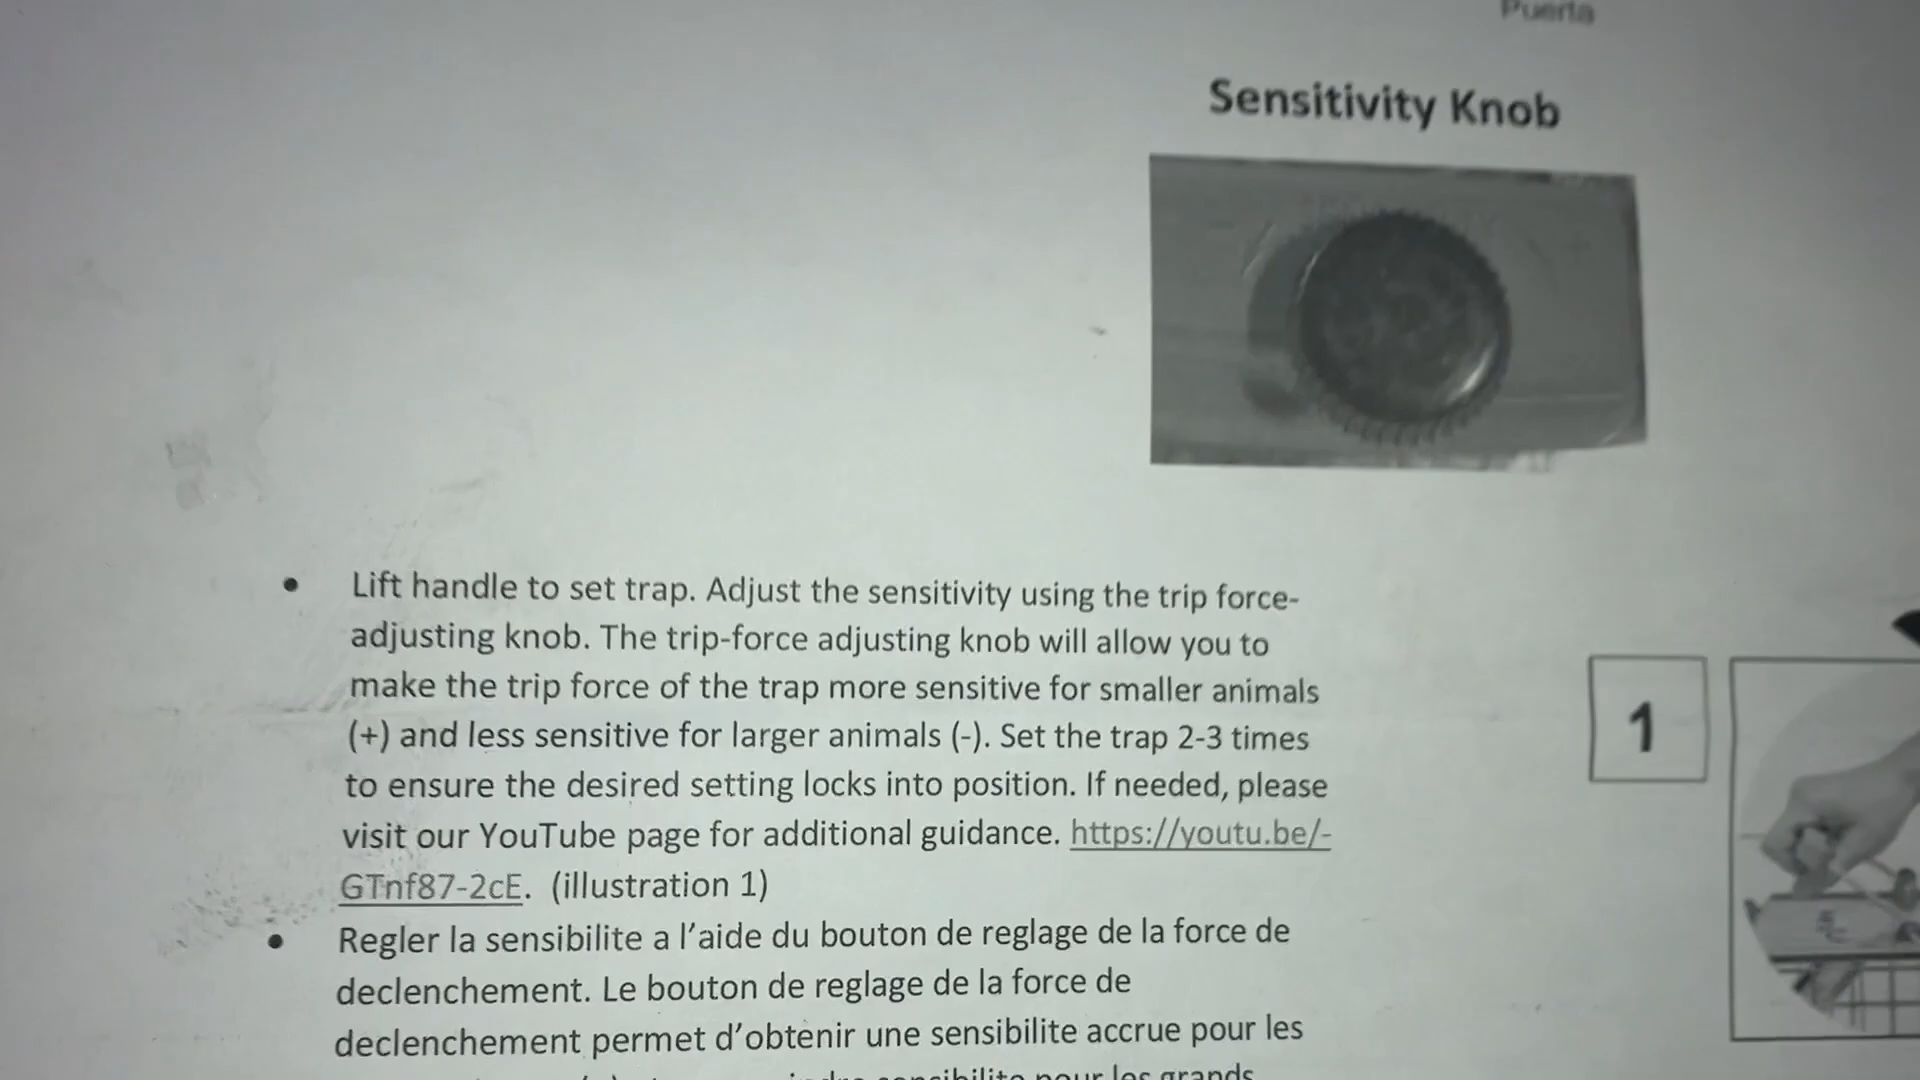 Puerta
Sensitivity Knob
• Lift handle to set trap. Adjust the sensitivity using the trip force-
adjusting knob. The trip-force adjusting knob will allow you to
make the trip force of the trap more sensitive for smaller animals
(+) and less sensitive for larger animals (-). Set the trap 2-3 times
to ensure the desired setting locks into position. If needed, please
visit our YouTube page for additional guidance. https://youtu.be/-
GTnf87-2cE. (illustration 1)
1
• Regler la sensibilite a l’aide du bouton de reglage de la force de
declenchement. Le bouton de reglage de la force de
declenchement permet d’obtenir une sensibilite accrue pour les
sensibilite pour les grands